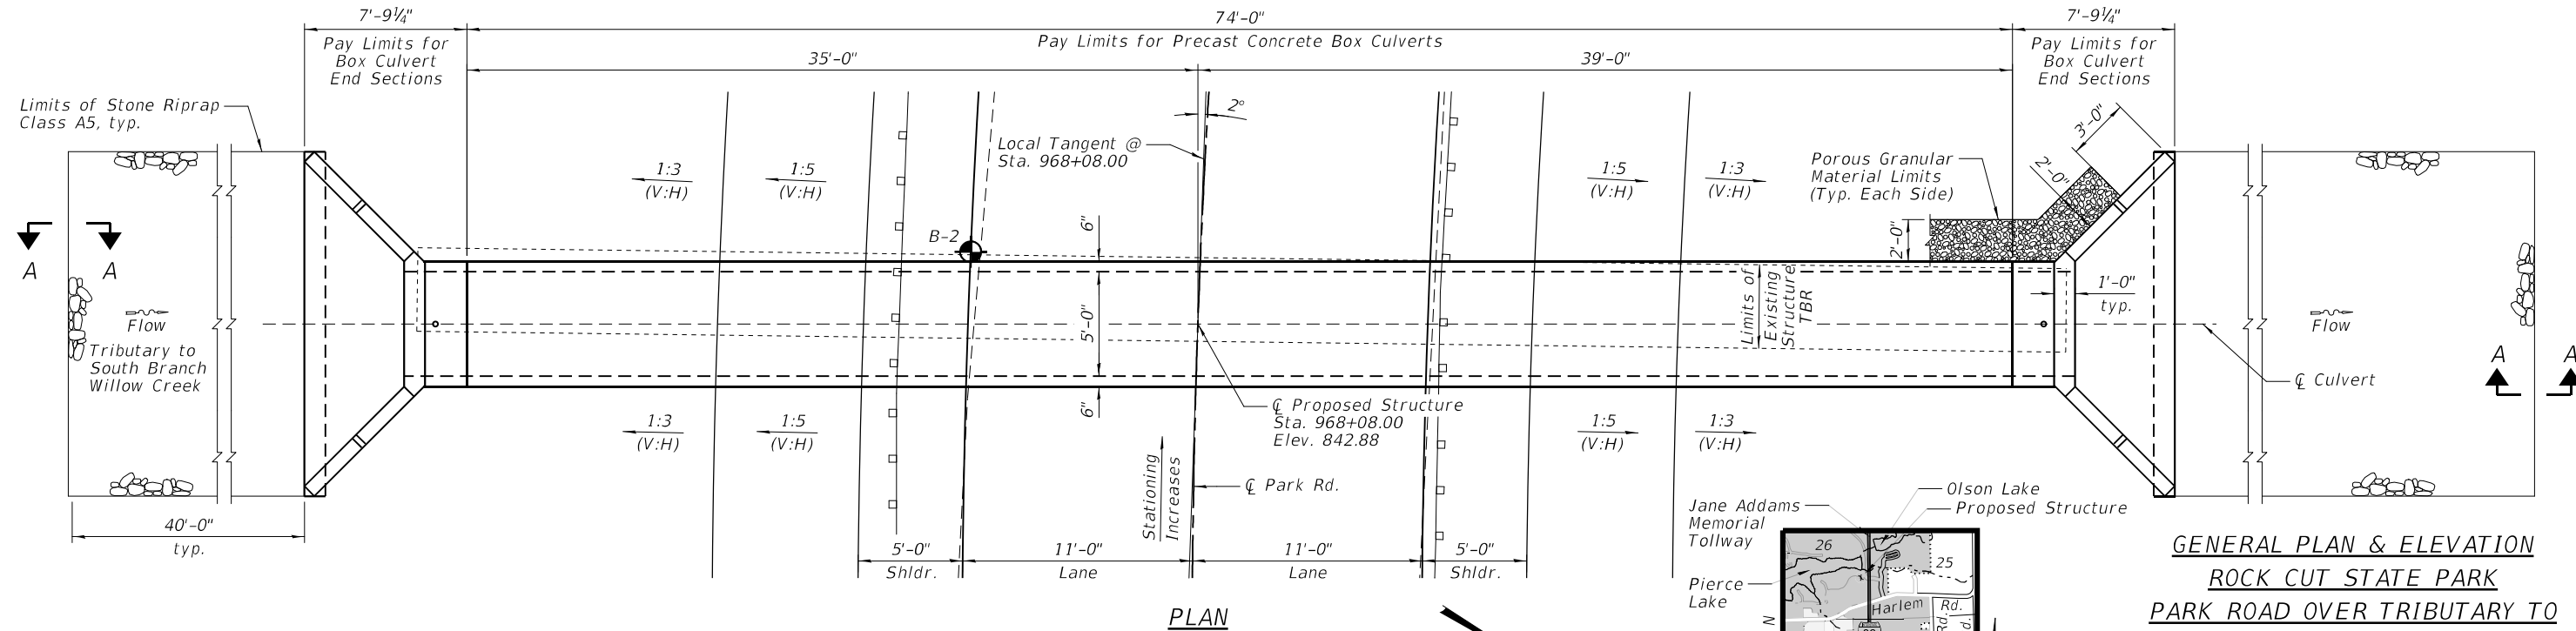 7'-9¼"
74'-0"
7'-9¼"
Pay Limits for
Box Culvert
End Sections
Pay Limits for Precast Concrete Box Culverts
Pay Limits for
Box Culvert
End Sections
35'-0"
39'-0"
Limits of Stone Riprap
Class A5, typ.
2°
Local Tangent @
Sta. 968+08.00
3'-0"
2'-0"
Porous Granular
Material Limits
(Typ. Each Side)
1:3
(V:H)
1:5
(V:H)
1:5
(V:H)
1:3
(V:H)
6"
B-2
2'-0"
A
A
Flow
Tributary to
South Branch
Willow Creek
5'-0"
Limits of
Existing
Structure
TBR
1'-0"
typ.
Flow
A
A
℄ Culvert
6"
℄ Proposed Structure
Sta. 968+08.00
Elev. 842.88
1:3
(V:H)
1:5
(V:H)
1:5
(V:H)
1:3
(V:H)
Stationing
Increases
℄ Park Rd.
40'-0"
typ.
5'-0"
Shldr.
11'-0"
Lane
11'-0"
Lane
5'-0"
Shldr.
Jane Addams
Memorial
Tollway
Olson Lake
Proposed Structure
26
25
Pierce
Lake
Harlem Rd.
Rd.
d.
N
PLAN
GENERAL PLAN & ELEVATION
ROCK CUT STATE PARK
PARK ROAD OVER TRIBUTARY TO